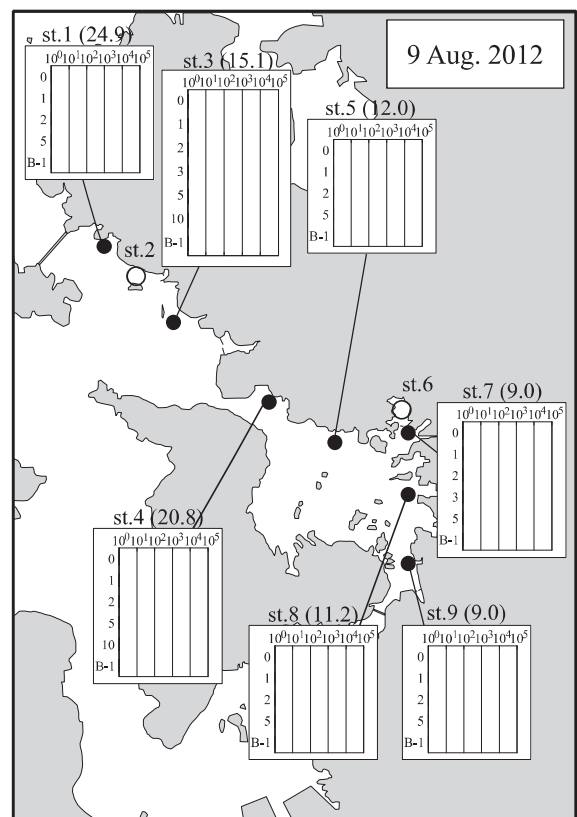 9 Aug. 2012
st.1 (24.9)
10⁰10¹10²10³10⁴10⁵
0
1
2
5
B-1
st.3 (15.1)
10⁰10¹10²10³10⁴10⁵
0
1
2
3
5
10
B-1
st.5 (12.0)
10⁰10¹10²10³10⁴10⁵
0
1
2
5
B-1
st.2
st.6
st.7 (9.0)
10⁰10¹10²10³10⁴10⁵
0
1
2
3
5
B-1
st.4 (20.8)
10⁰10¹10²10³10⁴10⁵
0
1
2
5
10
B-1
st.8 (11.2)
10⁰10¹10²10³10⁴10⁵
0
1
2
5
B-1
st.9 (9.0)
10⁰10¹10²10³10⁴10⁵
0
1
2
5
B-1